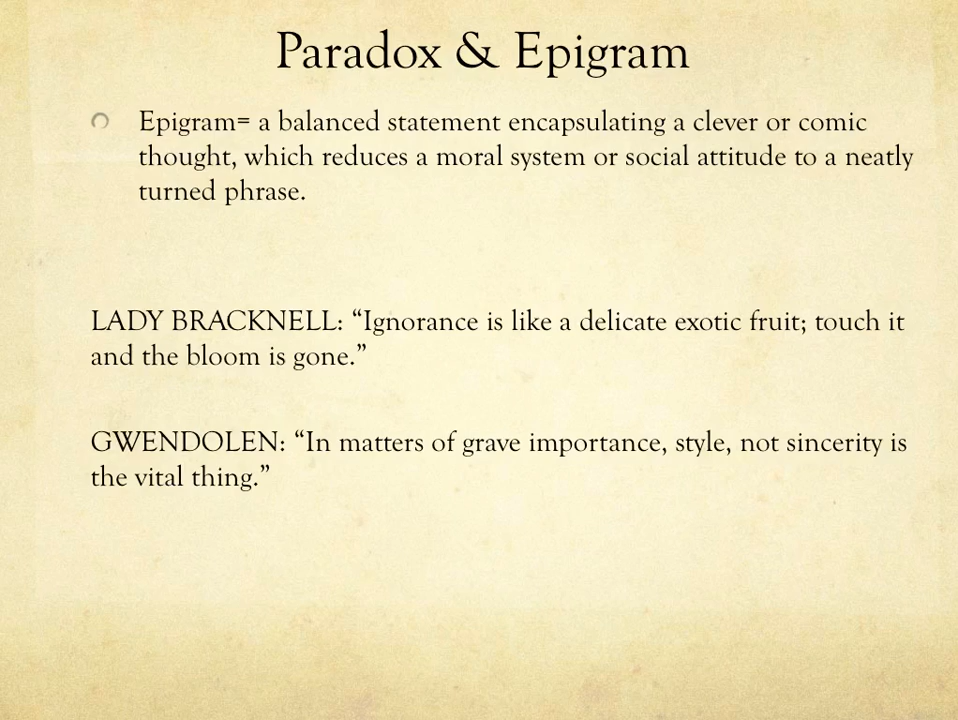 Paradox & Epigram
Epigram= a balanced statement encapsulating a clever or comic
thought, which reduces a moral system or social attitude to a neatly
turned phrase.
LADY BRACKNELL: “Ignorance is like a delicate exotic fruit; touch it
and the bloom is gone.”
GWENDOLEN: “In matters of grave importance, style, not sincerity is
the vital thing.”